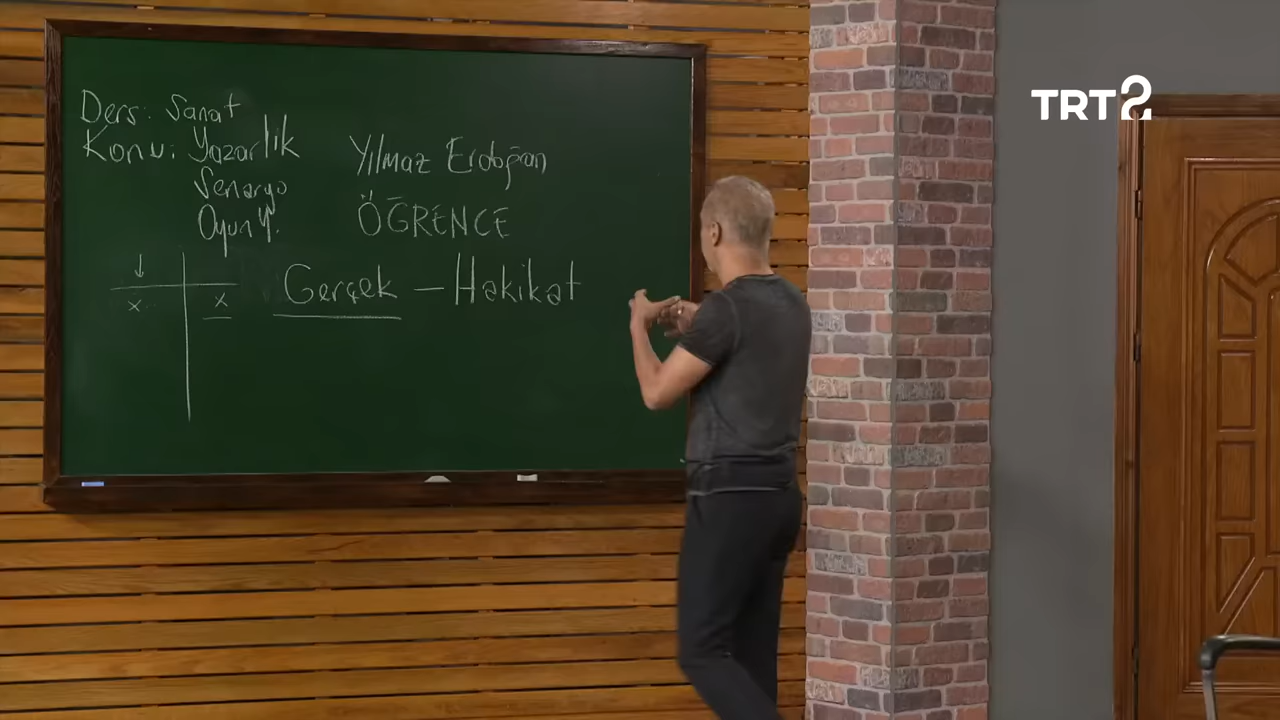 Ders: Sanat
Konu: Yazarlık
Senaryo
Oyun Y.
Yılmaz Erdoğan
ÖĞRENCE
x x
Gerçek — Hakikat
TRT2